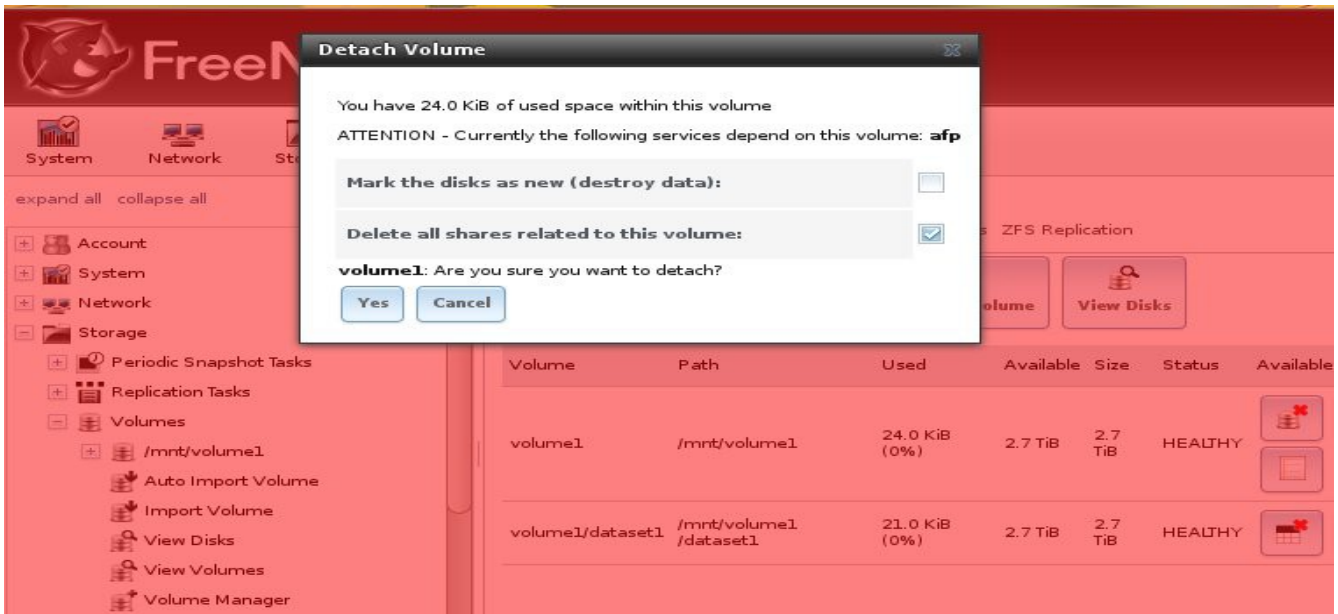 FreeN
Detach Volume
You have 24.0 KiB of used space within this volume
ATTENTION - Currently the following services depend on this volume: afp
Mark the disks as new (destroy data):
Delete all shares related to this volume:
volume1: Are you sure you want to detach?
Yes Cancel
System Network Sto
expand all collapse all
Account
System
Network
Storage
Periodic Snapshot Tasks
Replication Tasks
Volumes
/mnt/volume1
Auto Import Volume
Import Volume
View Disks
View Volumes
Volume Manager
s ZFS Replication
olume View Disks
Volume Path Used Available Size Status Available
volume1 /mnt/volume1 24.0 KiB (0%) 2.7 TiB 2.7 TiB HEALTHY
volume1/dataset1 /mnt/volume1 /dataset1 21.0 KiB (0%) 2.7 TiB 2.7 TiB HEALTHY